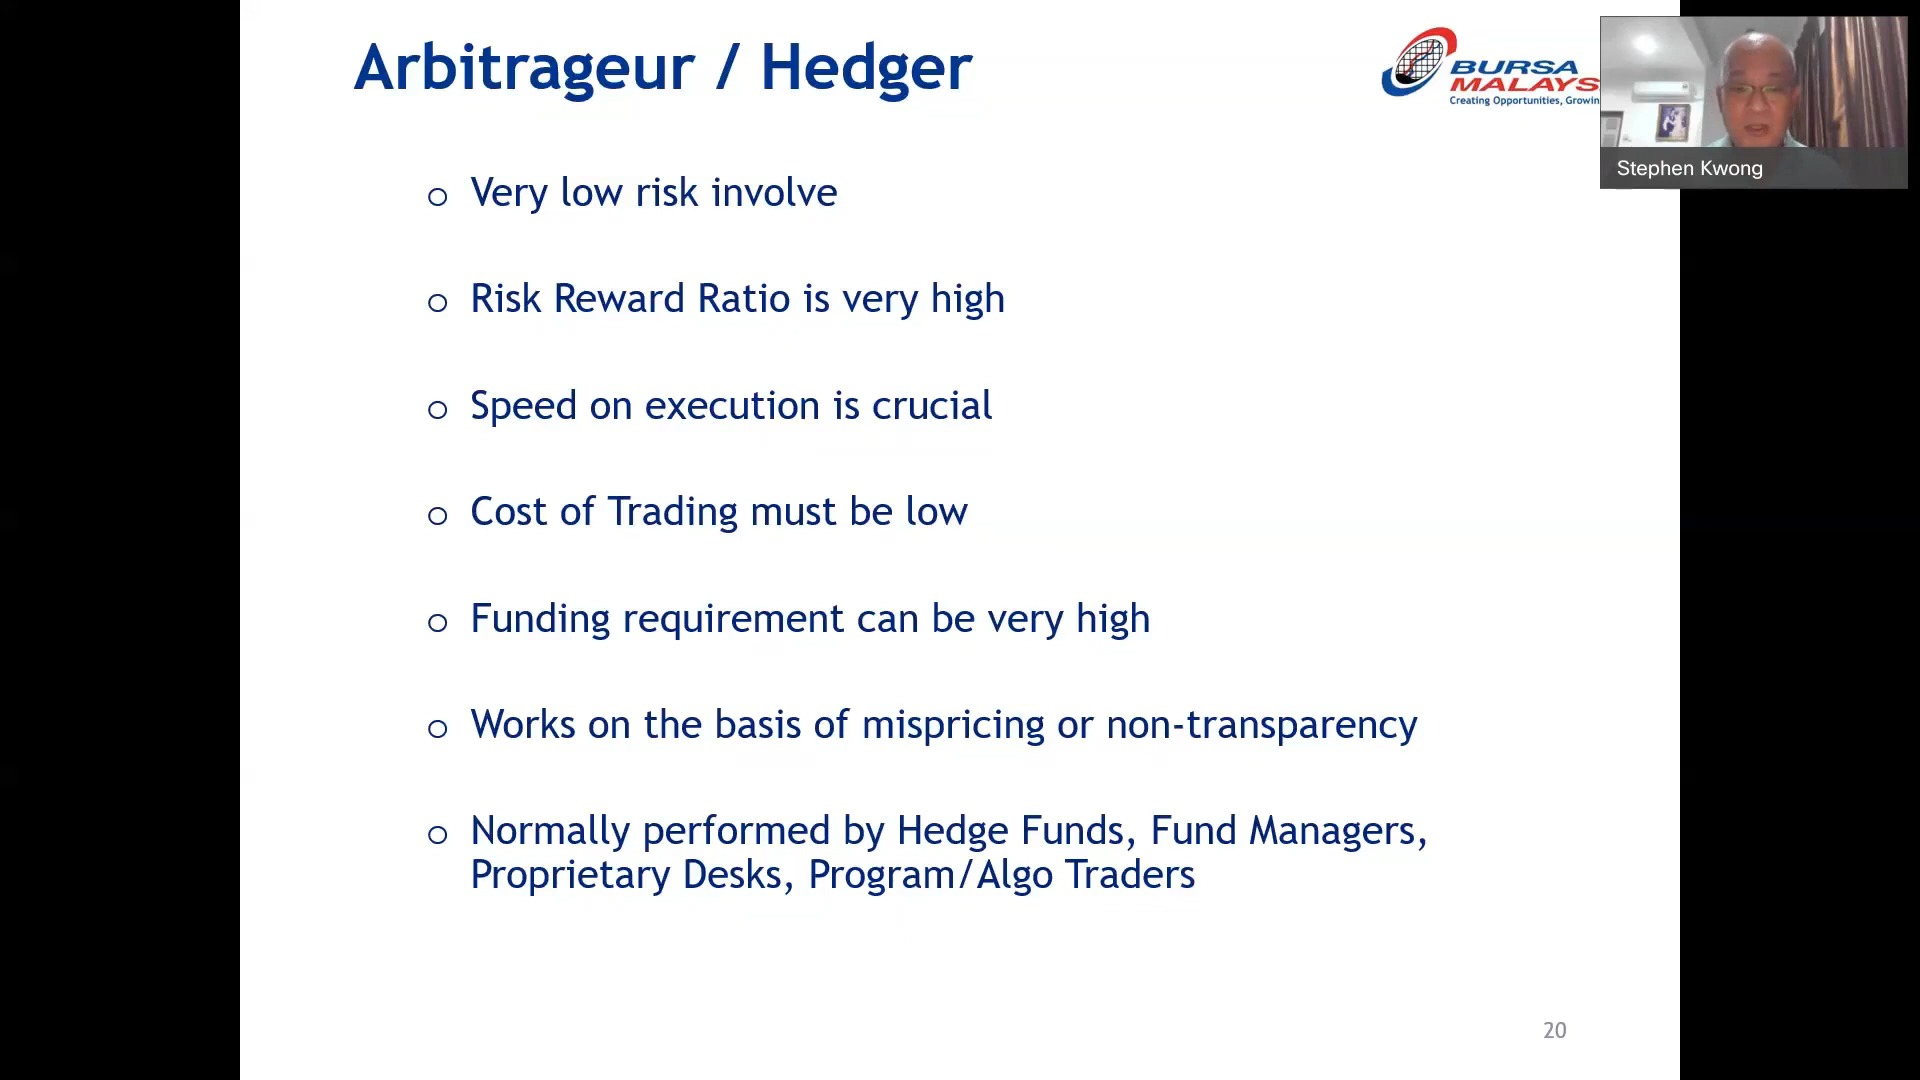 Arbitrageur / Hedger
BURSA
MALAYS
Creating Opportunities, Growin
Stephen Kwong
o Very low risk involve
o Risk Reward Ratio is very high
o Speed on execution is crucial
o Cost of Trading must be low
o Funding requirement can be very high
o Works on the basis of mispricing or non-transparency
o Normally performed by Hedge Funds, Fund Managers,
Proprietary Desks, Program/Algo Traders
20